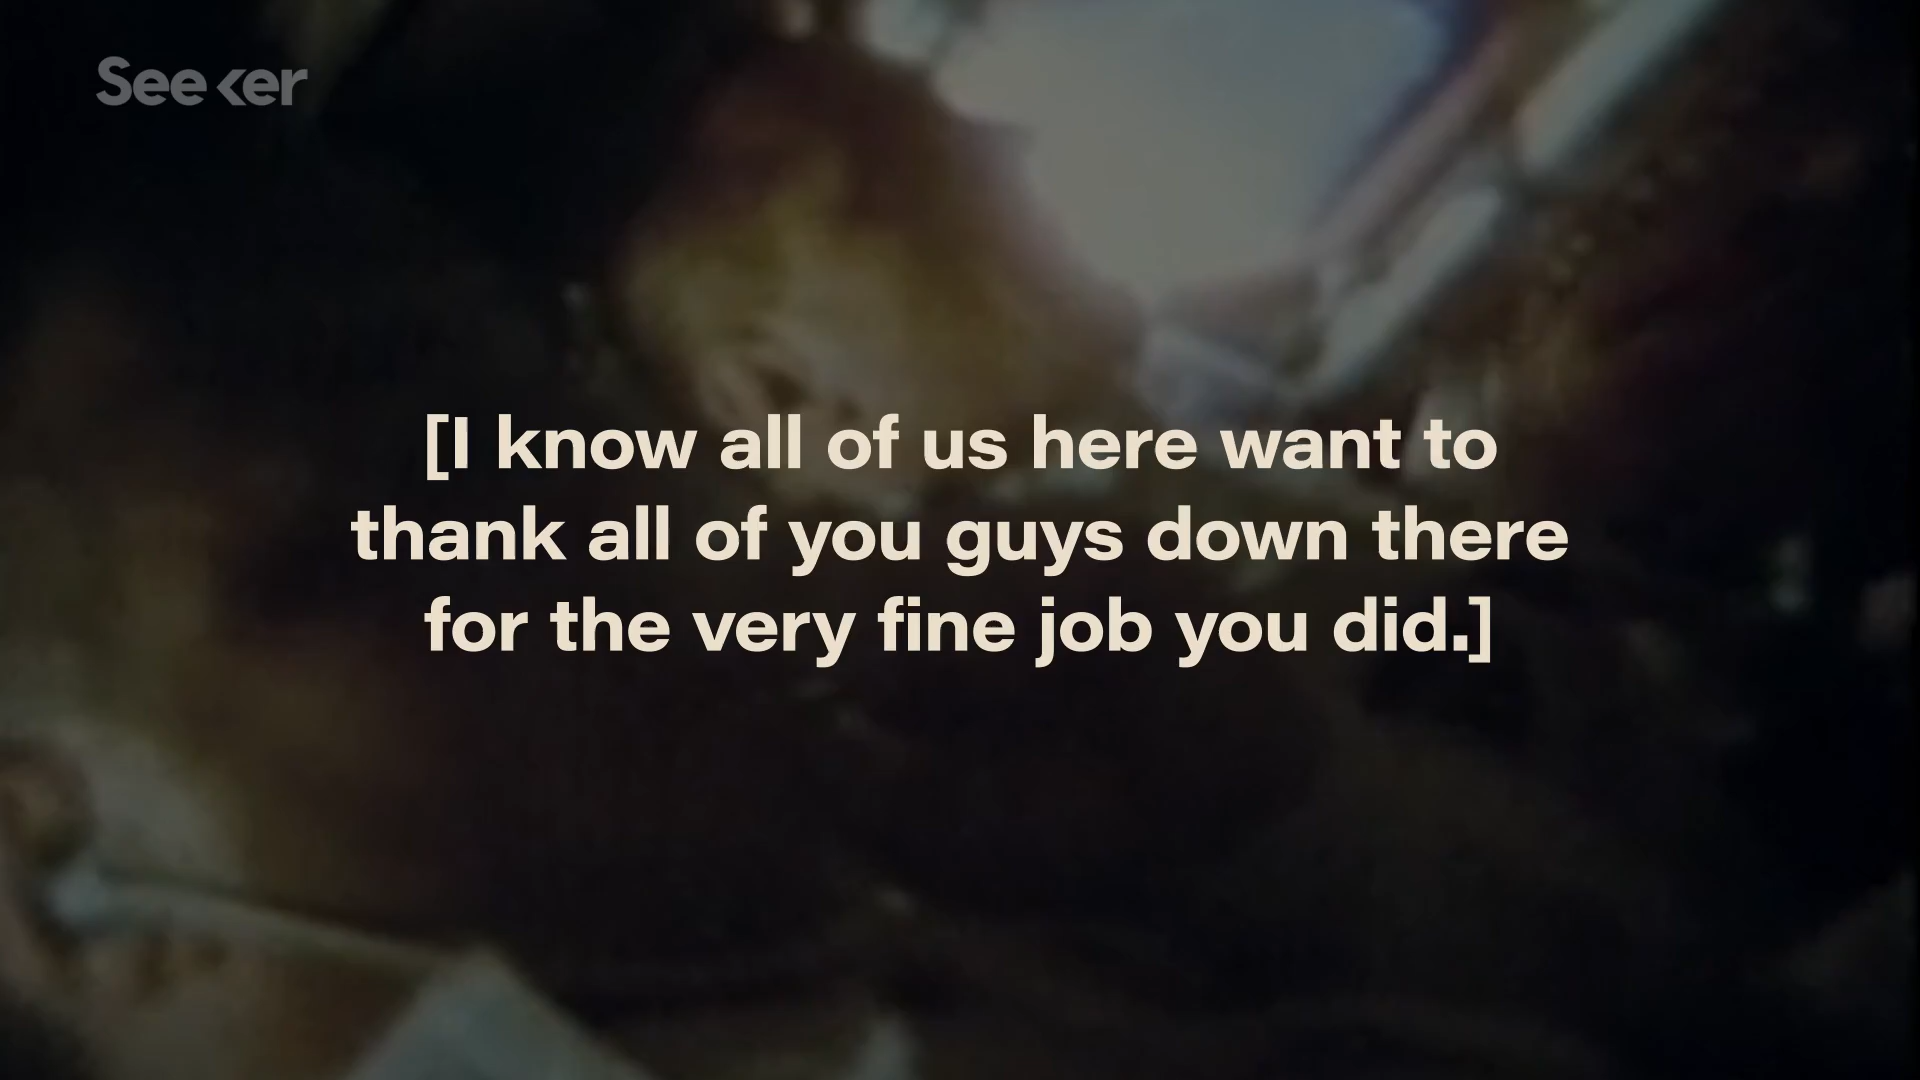 Seeker
[I know all of us here want to
thank all of you guys down there
for the very fine job you did.]